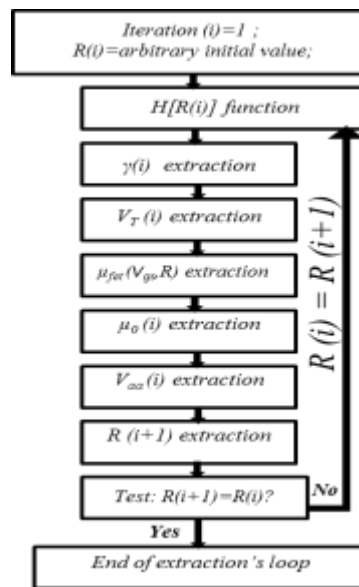 Iteration (i)=1 ;
R(i)=arbitrary initial value;
H[R(i)] function
γ(i) extraction
V_T (i) extraction
μ_fet(V_gs,R) extraction
μ_0 (i) extraction
V_aa (i) extraction
R (i+1) extraction
Test: R(i+1)=R(i)?
No
Yes
End of extraction's loop
R (i) = R (i+1)